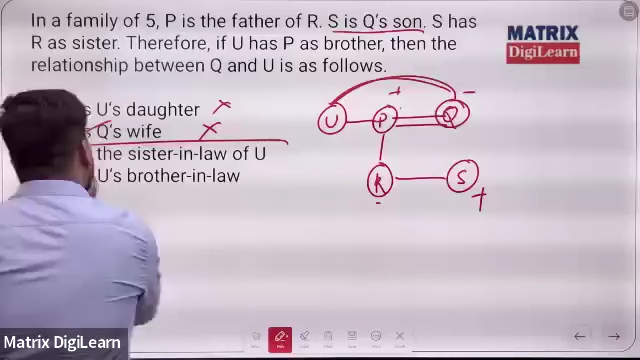 In a family of 5, P is the father of R. S is Q's son. S has
R as sister. Therefore, if U has P as brother, then the
relationship between Q and U is as follows.
MATRIX
DigiLearn
U's daughter
Q's wife
the sister-in-law of U
U's brother-in-law
U P + Q -
R - S +
Matrix DigiLearn